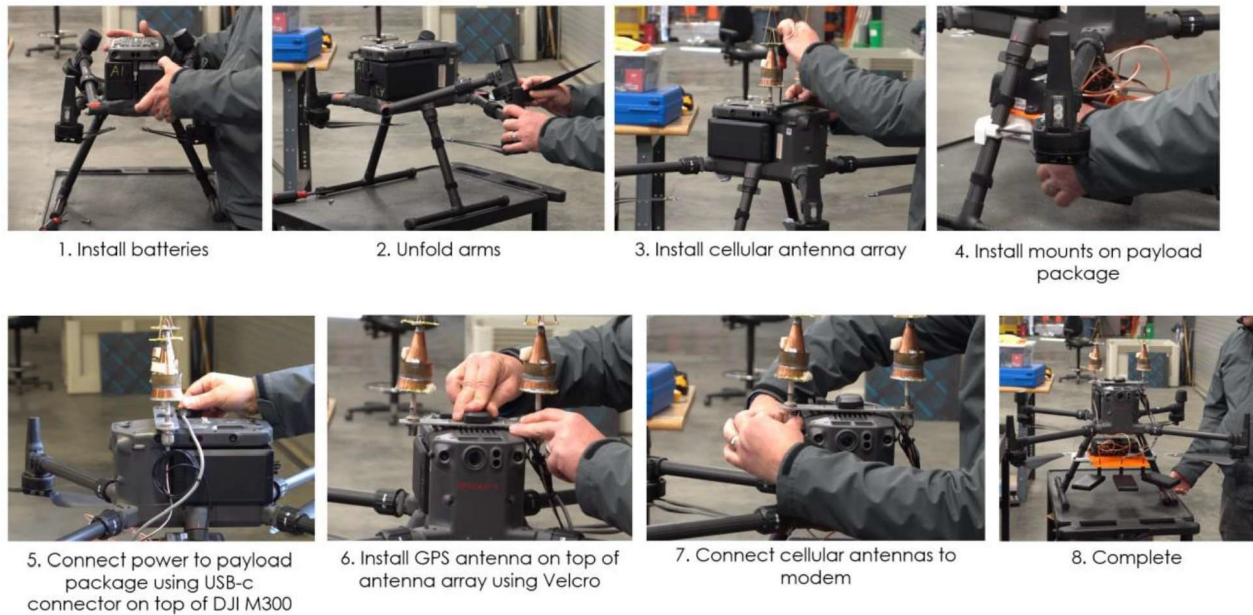 1. Install batteries
2. Unfold arms
3. Install cellular antenna array
4. Install mounts on payload
package
5. Connect power to payload
package using USB-c
connector on top of DJI M300
6. Install GPS antenna on top of
antenna array using Velcro
7. Connect cellular antennas to
modem
8. Complete